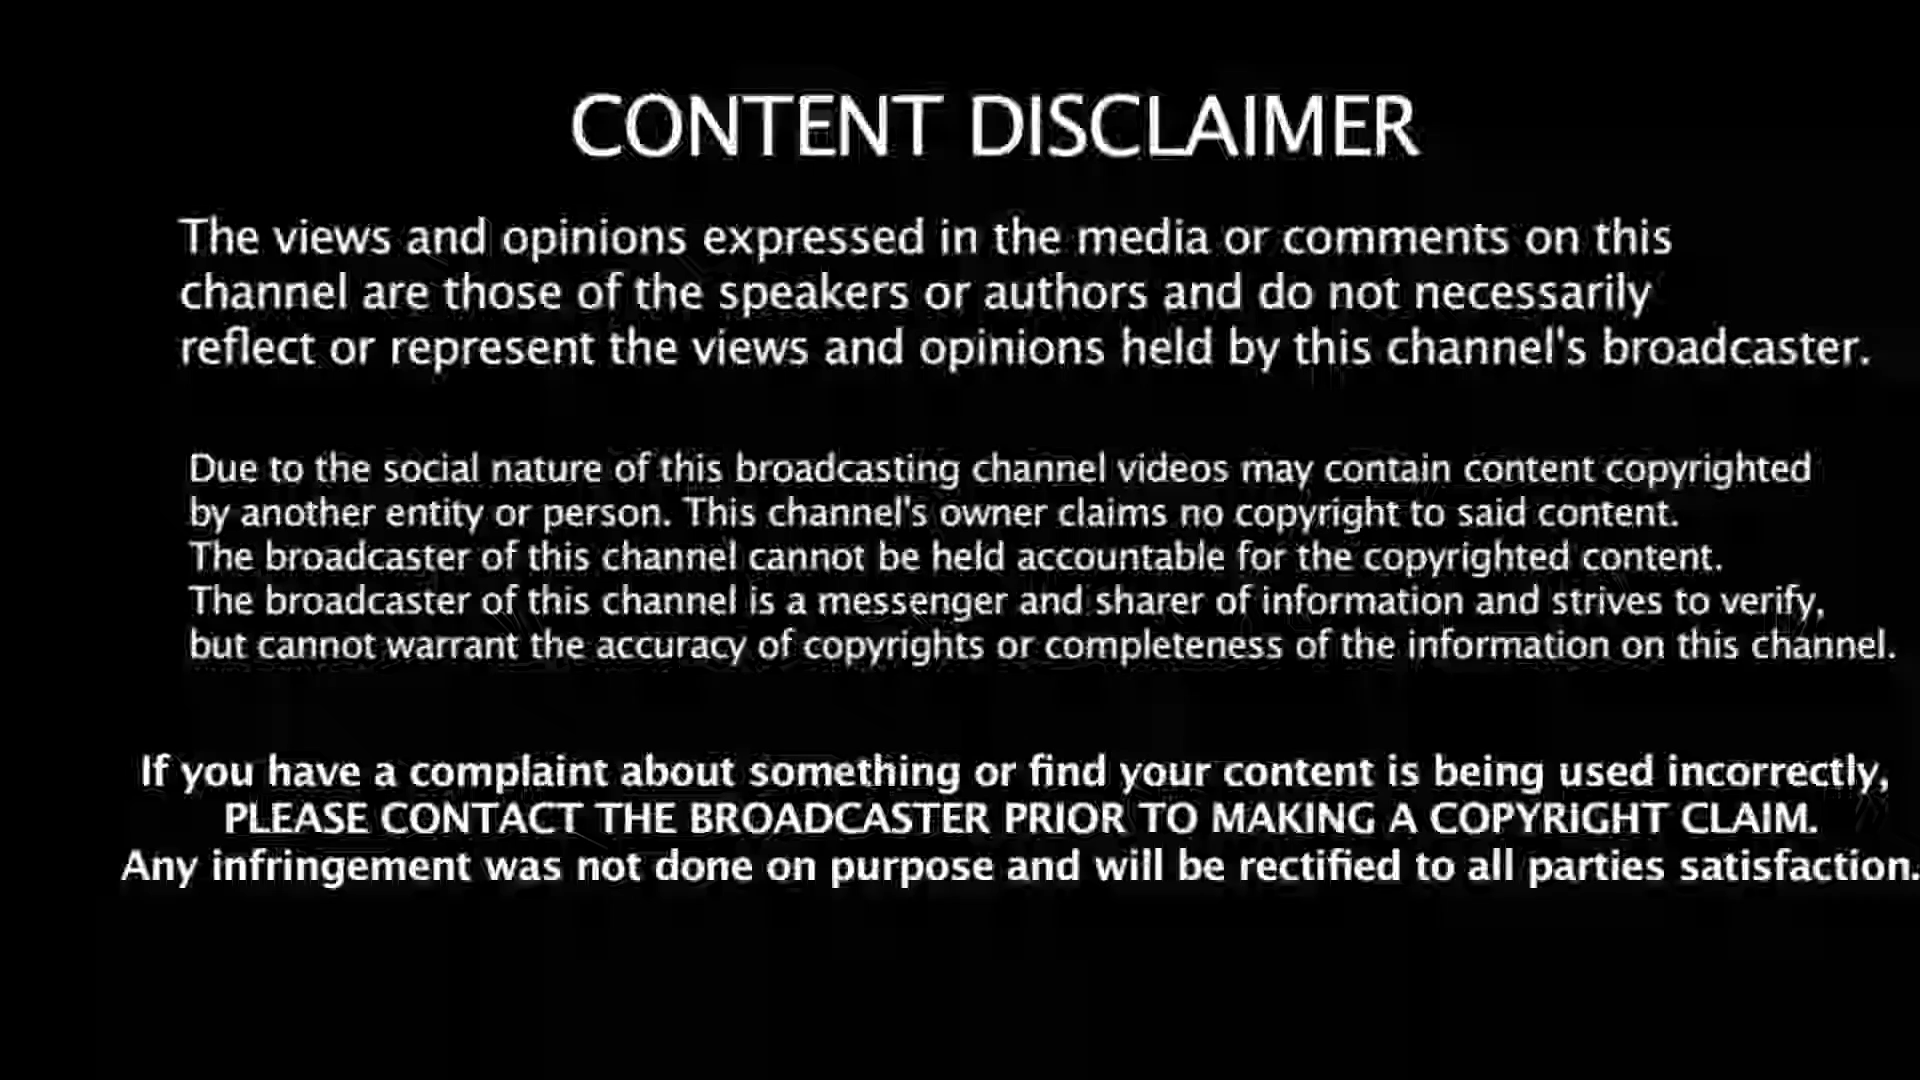 CONTENT DISCLAIMER
The views and opinions expressed in the media or comments on this
channel are those of the speakers or authors and do not necessarily
reflect or represent the views and opinions held by this channel's broadcaster.
Due to the social nature of this broadcasting channel videos may contain content copyrighted
by another entity or person. This channel's owner claims no copyright to said content.
The broadcaster of this channel cannot be held accountable for the copyrighted content.
The broadcaster of this channel is a messenger and sharer of information and strives to verify,
but cannot warrant the accuracy of copyrights or completeness of the information on this channel.
If you have a complaint about something or find your content is being used incorrectly,
PLEASE CONTACT THE BROADCASTER PRIOR TO MAKING A COPYRIGHT CLAIM.
Any infringement was not done on purpose and will be rectified to all parties satisfaction.